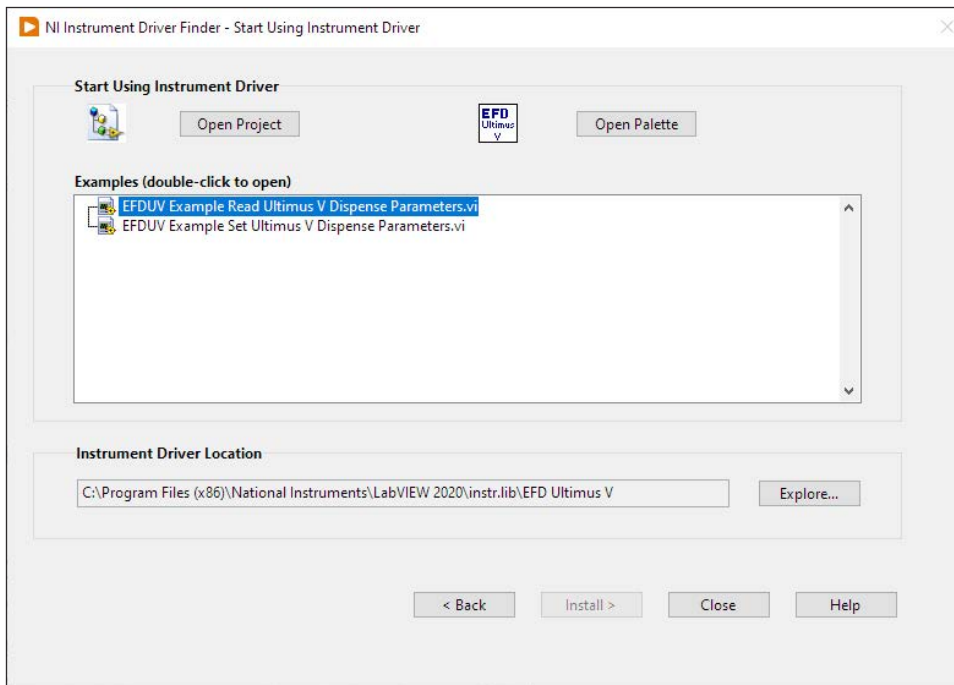 NI Instrument Driver Finder - Start Using Instrument Driver
Start Using Instrument Driver
Open Project
EFD
Ultimus
V
Open Palette
Examples (double-click to open)
EFDUV Example Read Ultimus V Dispense Parameters.vi
EFDUV Example Set Ultimus V Dispense Parameters.vi
Instrument Driver Location
C:\Program Files (x86)\National Instruments\LabVIEW 2020\instr.lib\EFD Ultimus V
Explore...
< Back
Install >
Close
Help